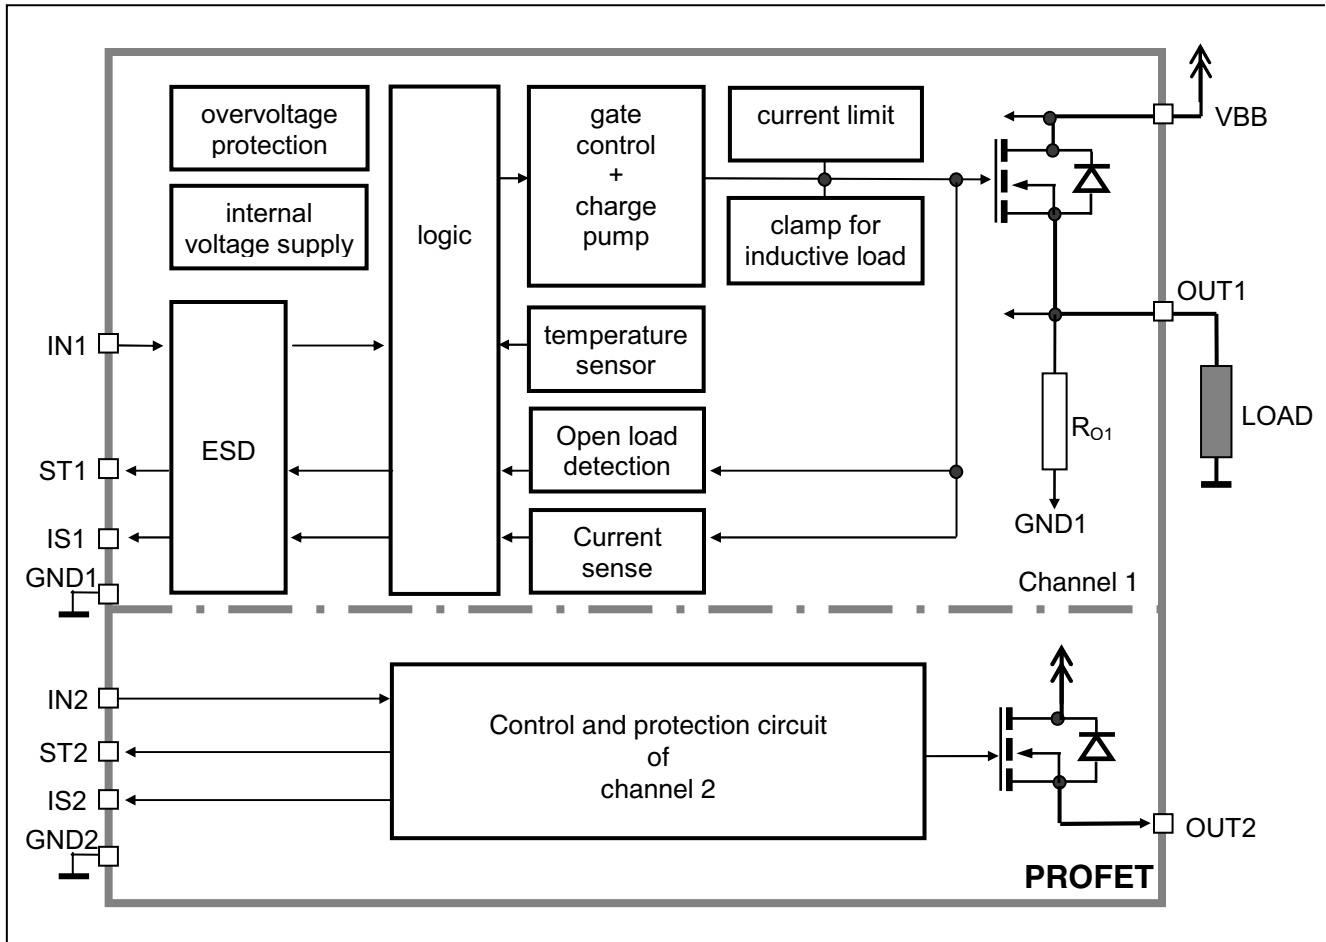 overvoltage
protection
internal
voltage supply
logic
gate
control
+
charge
pump
current limit
clamp for
inductive load
VBB
OUT1
LOAD
IN1
ESD
temperature
sensor
ST1
Open load
detection
RO1
IS1
Current
sense
GND1
GND1
Channel 1
IN2
ST2
IS2
GND2
Control and protection circuit
of
channel 2
OUT2
PROFET